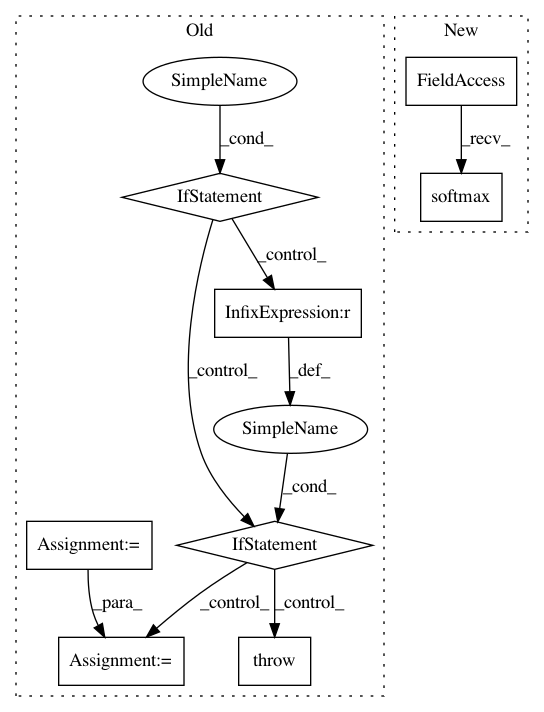 Old
New
SimpleName
FieldAccess
_cond_
_recv_
IfStatement
softmax
_control_
InfixExpression:r
_control_
_def_
SimpleName
_cond_
Assignment:=
IfStatement
_para_
_control_
_control_
Assignment:=
throw